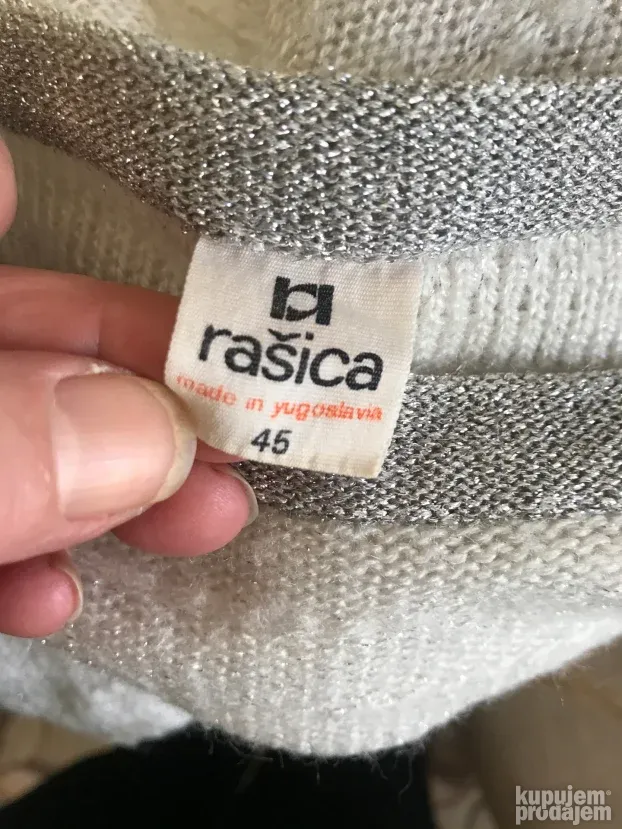 rašica
made in yugoslavia
45
kupujem
prodajem